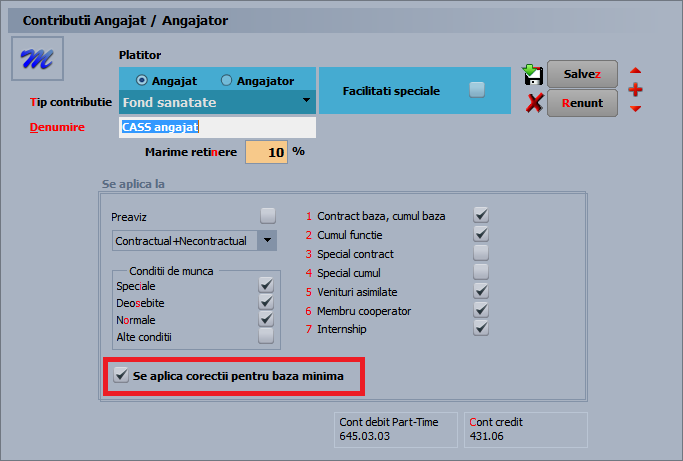 Contributii Angajat / Angajator
M
Platitor
Angajat
Angajator
Tip contributie
Fond sanatate
Facilitati speciale
Salvez
Renunt
Denumire
CASS angajat
Marime retinere
10
%
Se aplica la
Preaviz
Contractual+Necontractual
Conditii de munca
Speciale
Deosebite
Normale
Alte conditii
1 Contract baza, cumul baza
2 Cumul functie
3 Special contract
4 Special cumul
5 Venituri asimilate
6 Membru cooperator
7 Internship
Se aplica corectii pentru baza minima
Cont debit Part-Time
645.03.03
Cont credit
431.06